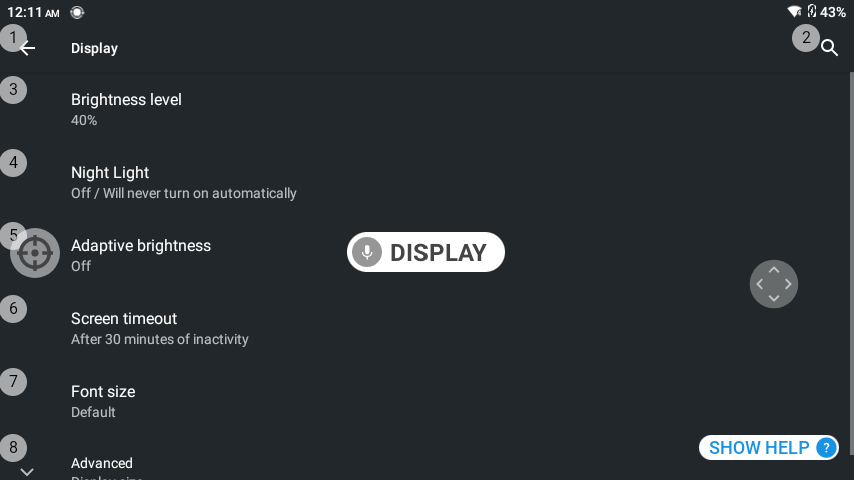 12:11 AM 43%
1 Display 2
3 Brightness level
40%
4 Night Light
Off / Will never turn on automatically
5 Adaptive brightness
Off
DISPLAY
6 Screen timeout
After 30 minutes of inactivity
7 Font size
Default
8 Advanced
SHOW HELP ?
Display size